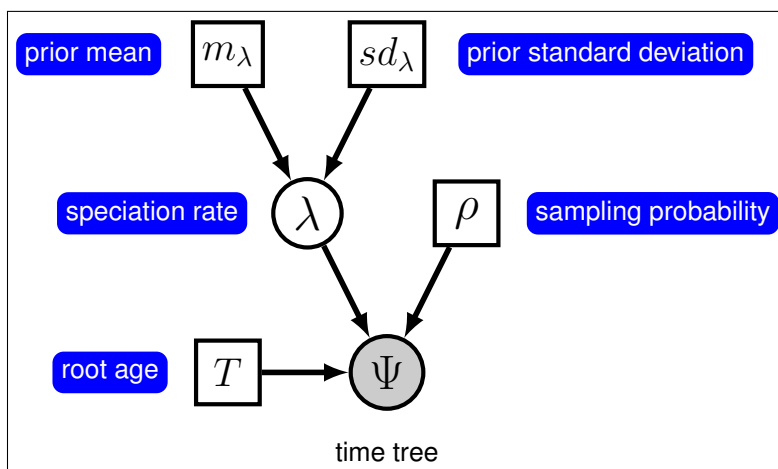 prior mean
m_λ
sd_λ
prior standard deviation
speciation rate
λ
ρ
sampling probability
root age
T
Ψ
time tree